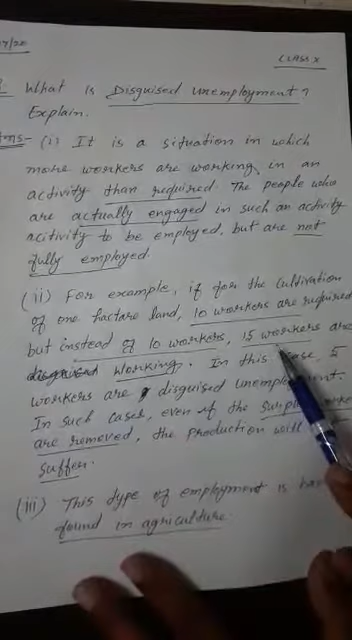 CLASS X
What is Disguised unemployment?
Explain.
Ans- (i) It is a situation in which
more workers are working in an
activity than required. The people who
are actually engaged in such an activity
acitivity to be employed, but are not
fully employed.
(ii) For example, if for the cultivation
of one hactare land, 10 workers are required
but instead of 10 workers, 15 workers are
working. In this case, 5
workers are disguised unemployment.
In such cases, even if the surplus
are removed, the production will
suffer.
(iii) This type of employment is
found in agriculture.